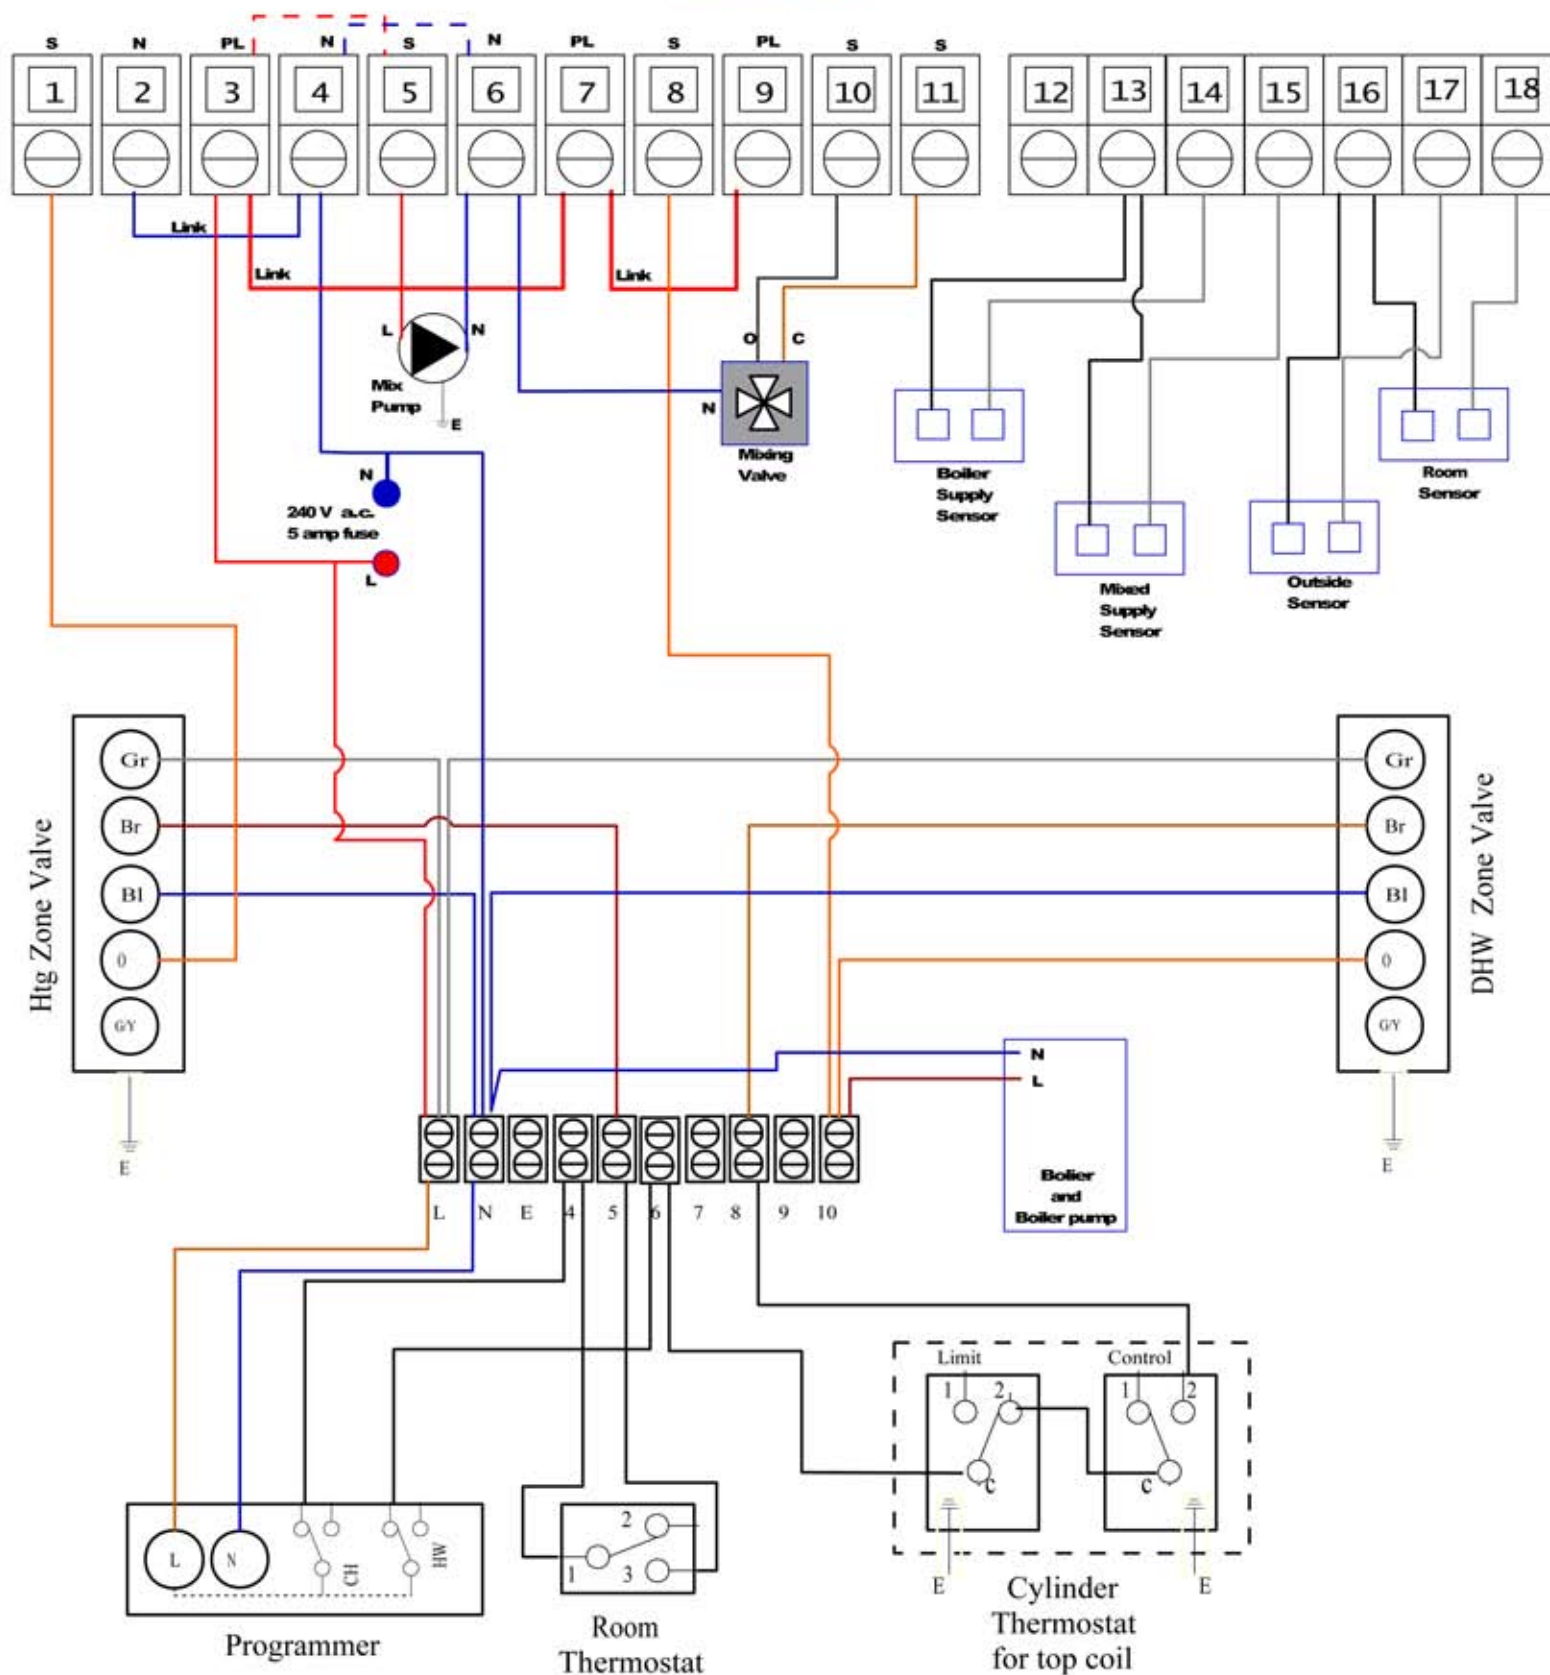 S N PL N S N PL S PL S S
1 2 3 4 5 6 7 8 9 10 11 12 13 14 15 16 17 18
Link
Link
Link
L N
Mix
Pump
E
O C
N
Mixing
Valve
Boiler
Supply
Sensor
Room
Sensor
N
240 V a.c.
5 amp fuse
L
Mixed
Supply
Sensor
Outside
Sensor
Htg Zone Valve
Gr
Br
Bl
0
G/Y
E
DHW Zone Valve
Gr
Br
Bl
0
G/Y
E
N
L
Bolier
and
Boiler pump
L N E 4 5 6 7 8 9 10
Limit
1 2
C
E
Control
1 2
C
E
Cylinder
Thermostat
for top coil
L N CH HW
Programmer
2
1 3
Room
Thermostat